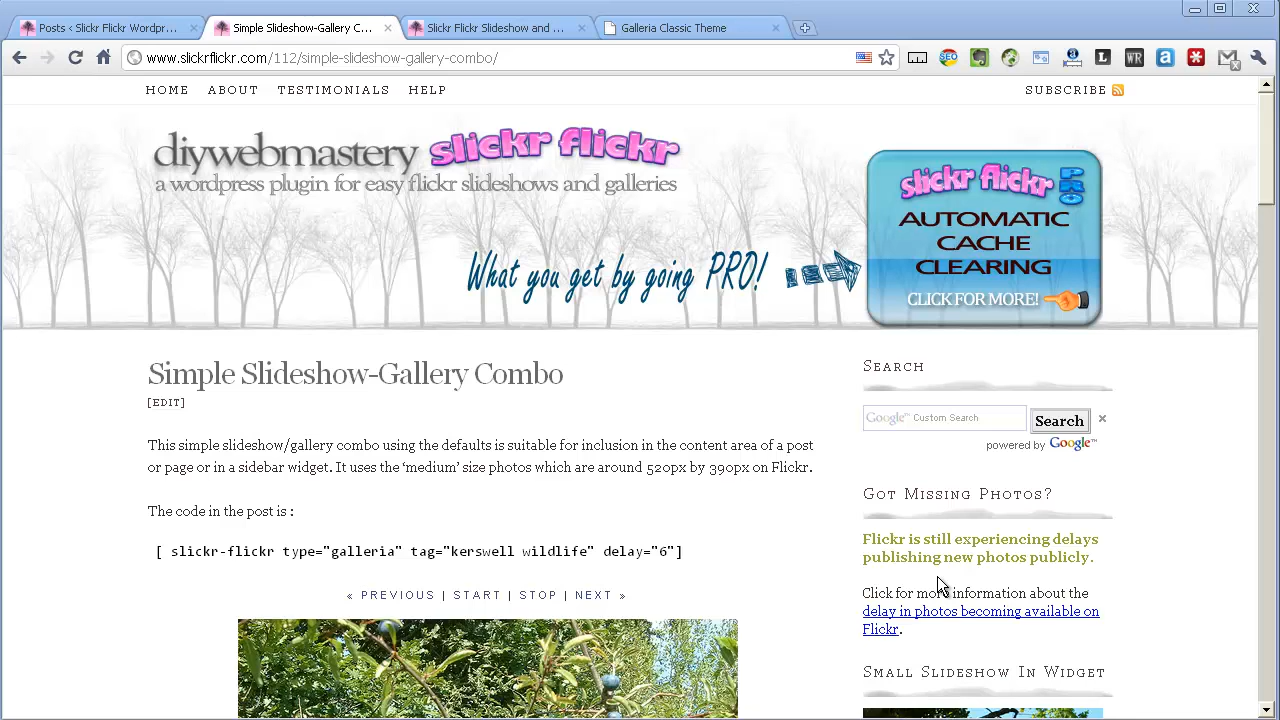 Posts ‹ Slickr Flickr Wordpr...
Simple Slideshow-Gallery C...
Slickr Flickr Slideshow and ...
Galleria Classic Theme
www.slickrflickr.com/112/simple-slideshow-gallery-combo/
SEO
a
L
WR
a
HOME ABOUT TESTIMONIALS HELP
SUBSCRIBE
diywebmastery slickr flickr
a wordpress plugin for easy flickr slideshows and galleries
What you get by going PRO!
slickr flickr PRO
AUTOMATIC
CACHE
CLEARING
CLICK FOR MORE!
Simple Slideshow-Gallery Combo
[EDIT]
This simple slideshow/gallery combo using the defaults is suitable for inclusion in the content area of a post
or page or in a sidebar widget. It uses the ‘medium’ size photos which are around 520px by 390px on Flickr.
The code in the post is :
[ slickr-flickr type="galleria" tag="kerswell wildlife" delay="6"]
« PREVIOUS | START | STOP | NEXT »
SEARCH
Google™ Custom Search
Search
powered by Google™
GOT MISSING PHOTOS?
Flickr is still experiencing delays
publishing new photos publicly.
Click for more information about the
delay in photos becoming available on
Flickr.
SMALL SLIDESHOW IN WIDGET